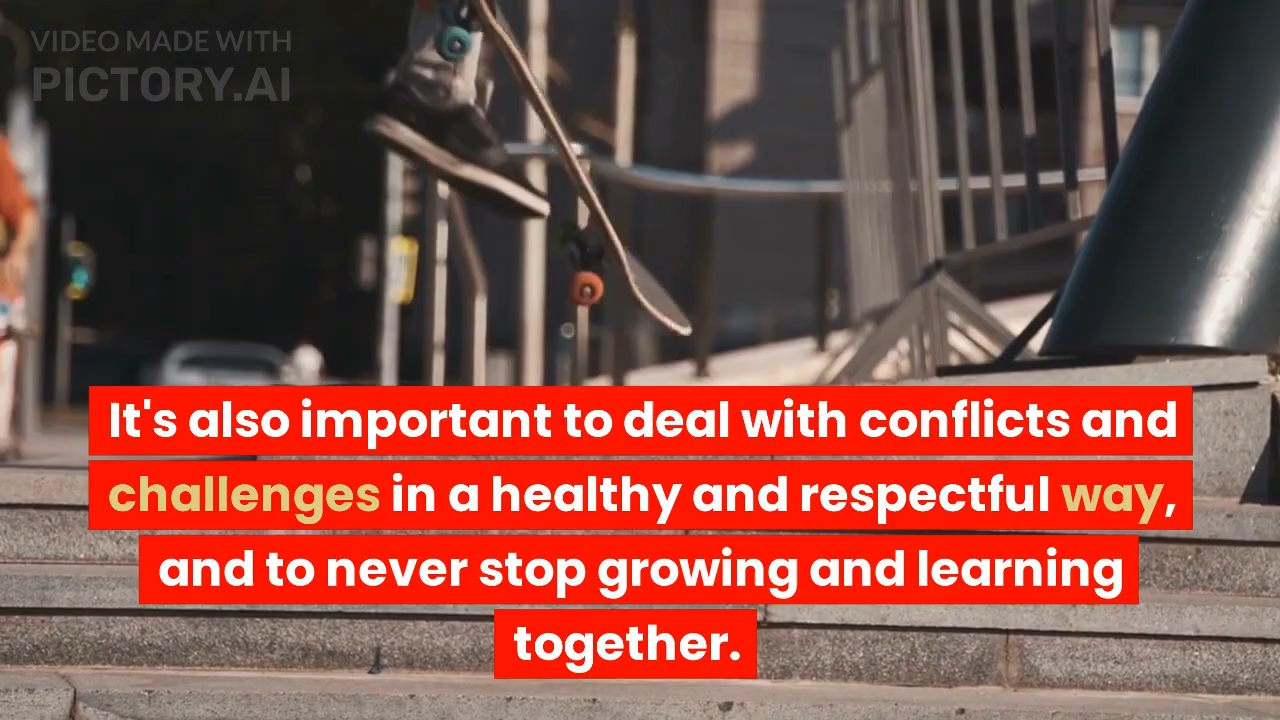 VIDEO MADE WITH
PICTORY.AI
It's also important to deal with conflicts and
challenges in a healthy and respectful way,
and to never stop growing and learning
together.